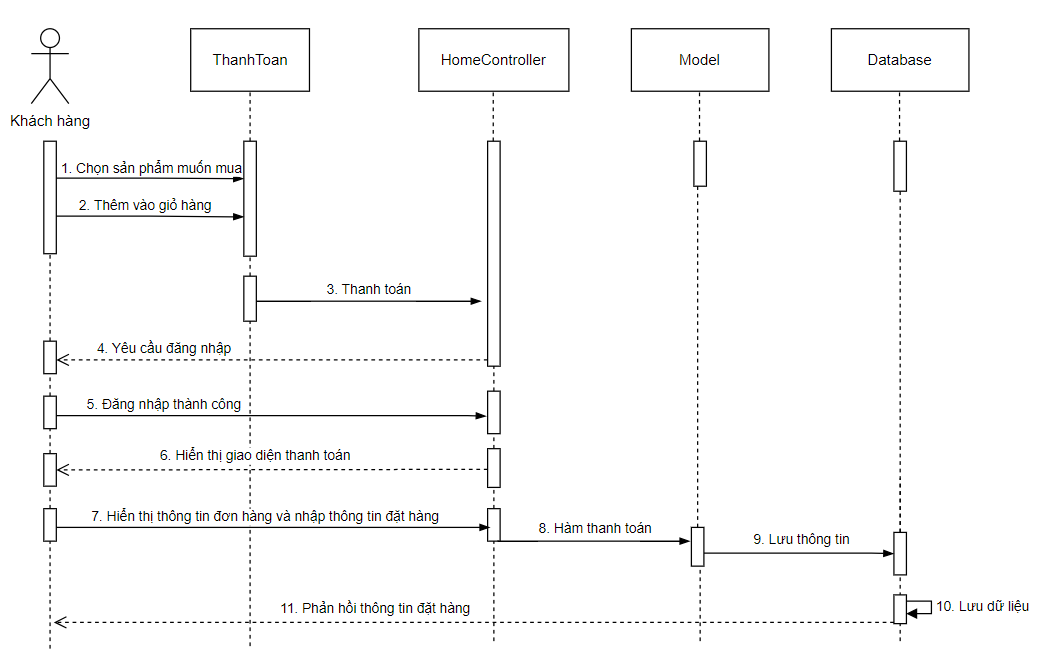 ThanhToan
HomeController
Model
Database
Khách hàng
1. Chọn sản phẩm muốn mua
2. Thêm vào giỏ hàng
3. Thanh toán
4. Yêu cầu đăng nhập
5. Đăng nhập thành công
6. Hiển thị giao diện thanh toán
7. Hiển thị thông tin đơn hàng và nhập thông tin đặt hàng
8. Hàm thanh toán
9. Lưu thông tin
10. Lưu dữ liệu
11. Phản hồi thông tin đặt hàng